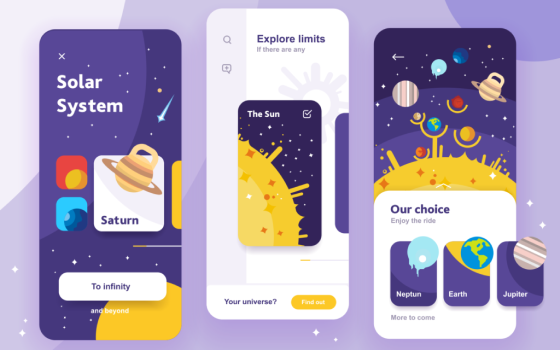 Solar
System
Saturn
To infinity
and beyond
Explore limits
If there are any
The Sun
Your universe?
Find out
Our choice
Enjoy the ride
Neptun
Earth
Jupiter
More to come